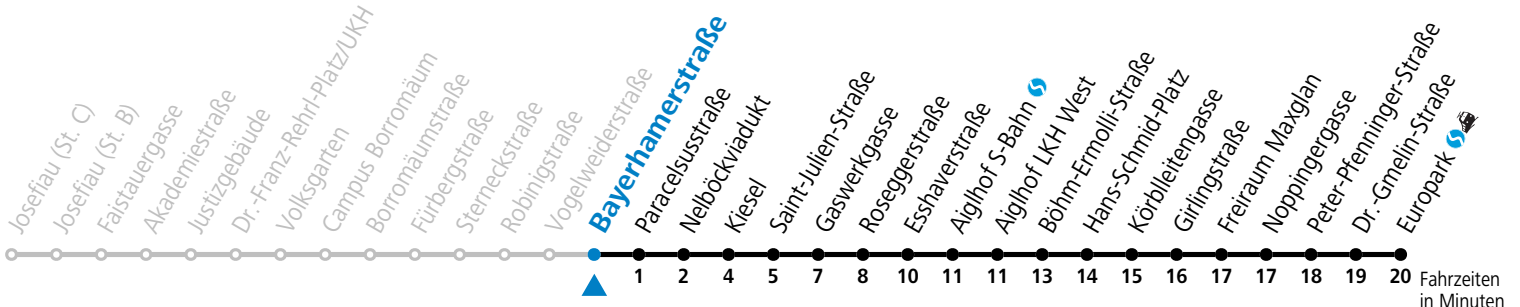 Josefiau (St. C)
Josefiau (St. B)
Faistauergasse
Akademiestraße
Justizgebäude
Dr.-Franz-Rehrl-Platz/UKH
Volksgarten
Campus Borromäum
Borromäumstraße
Fürbergstraße
Sterneckstraße
Robinigstraße
Vogelweiderstraße
Bayerhamerstraße
Paracelsusstraße
Nelböckviadukt
Kiesel
Saint-Julien-Straße
Gaswerkgasse
Roseggerstraße
Esshaverstraße
Aiglhof S-Bahn
Aiglhof LKH West
Böhm-Ermolli-Straße
Hans-Schmid-Platz
Körblleitengasse
Girlingstraße
Freiraum Maxglan
Noppingergasse
Peter-Pfenninger-Straße
Dr.-Gmelin-Straße
Europark
1 2 4 5 7 8 10 11 11 13 14 15 16 17 17 18 19 20 Fahrzeiten
in Minuten